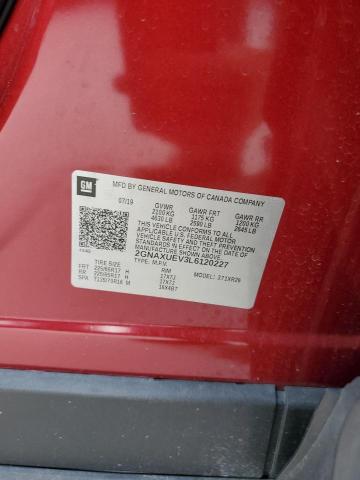 GM
MFD BY GENERAL MOTORS OF CANADA COMPANY
07/19 GVWR GAWR FRT GAWR RR
2100 KG 1175 KG 1200 KG
4630 LB 2590 LB 2645 LB
THIS VEHICLE CONFORMS TO ALL
APPLICABLE U.S. FEDERAL MOTOR
VEHICLE SAFETY AND THEFT
PREVENTION STANDARDS IN EFFECT
ON THE DATE OF
MANUFACTURE SHOWN ABOVE.
2GNAXUEV3L6120227
TYPE: M.P.V. MODEL: 1XR26
TIRE SIZE RIM
FRT 225/65R17 H 17X7J
RR 225/65R17 H 17X7J
SPR T135/70R16 M 16X4BT